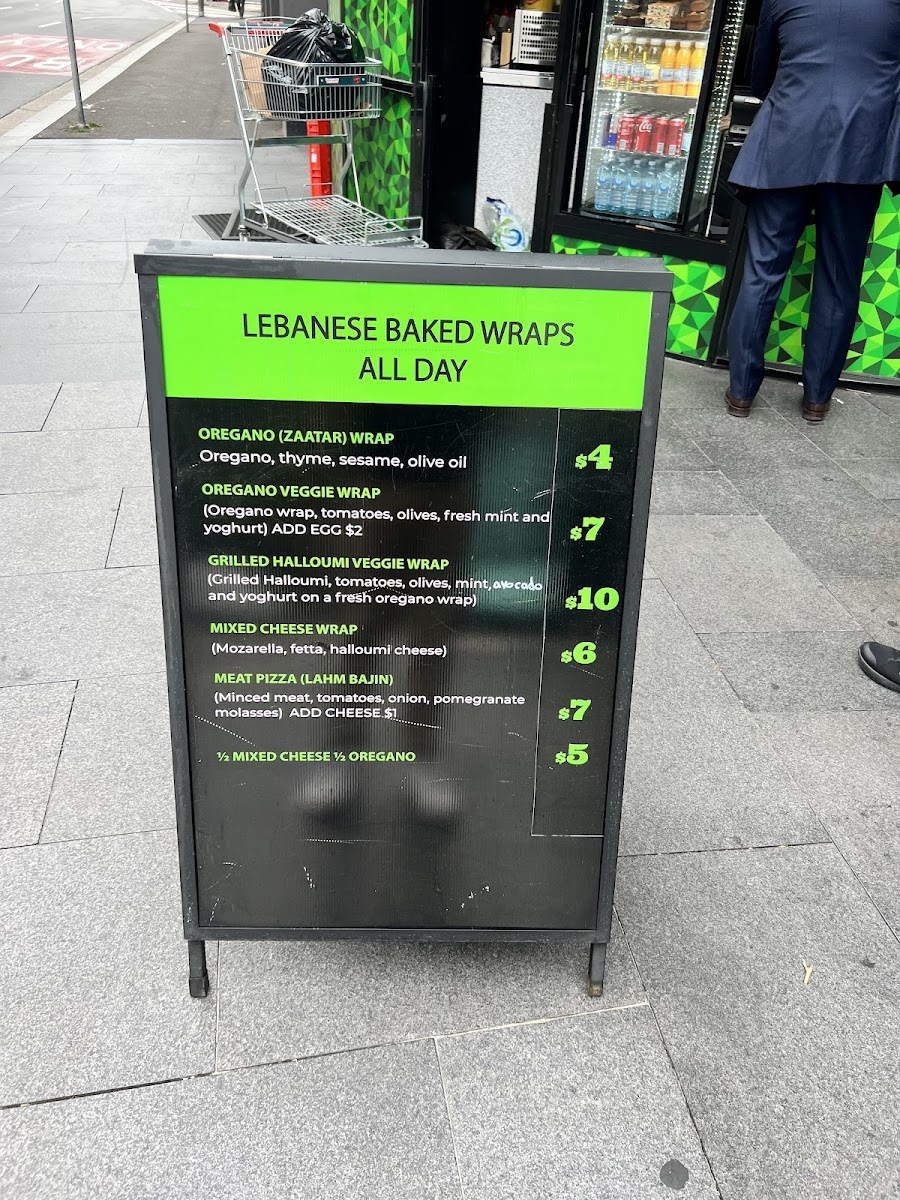 LEBANESE BAKED WRAPS
ALL DAY
OREGANO (ZAATAR) WRAP
Oregano, thyme, sesame, olive oil
$4
OREGANO VEGGIE WRAP
(Oregano wrap, tomatoes, olives, fresh mint and
yoghurt) ADD EGG $2
$7
GRILLED HALLOUMI VEGGIE WRAP
(Grilled Halloumi, tomatoes, olives, mint, avocado
and yoghurt on a fresh oregano wrap)
$10
MIXED CHEESE WRAP
(Mozarella, fetta, halloumi cheese)
$6
MEAT PIZZA (LAHM BAJIN)
(Minced meat, tomatoes, onion, pomegranate
molasses) ADD CHEESE $1
$7
½ MIXED CHEESE ½ OREGANO
$5